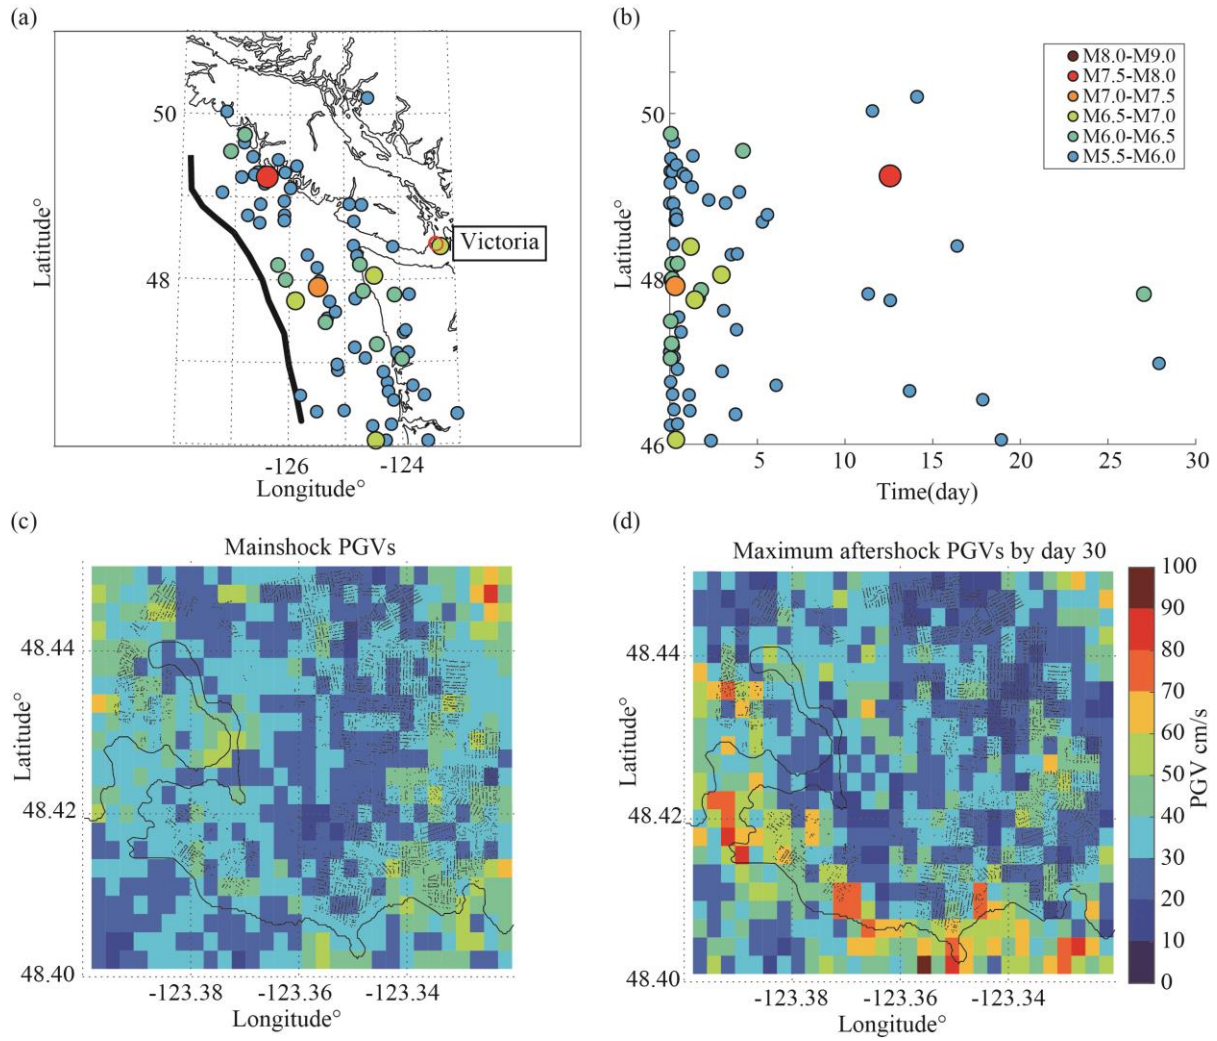 (a)
50
48
Latitude°
-126
-124
Longitude°
Victoria
(b)
50
48
46
Latitude°
5
10
15
20
25
30
Time(day)
M8.0-M9.0
M7.5-M8.0
M7.0-M7.5
M6.5-M7.0
M6.0-M6.5
M5.5-M6.0
(c)
Mainshock PGVs
48.44
48.42
48.40
Latitude°
-123.38
-123.36
-123.34
Longitude°
(d)
Maximum aftershock PGVs by day 30
48.44
48.42
48.40
Latitude°
-123.38
-123.36
-123.34
Longitude°
100
90
80
70
60
50
40
30
20
10
0
PGV cm/s